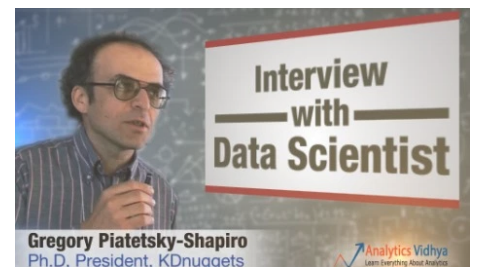 Interview
with
Data Scientist
Gregory Piatetsky-Shapiro
Ph.D. President, KDnuggets
Analytics Vidhya
Learn Everything About Analytics